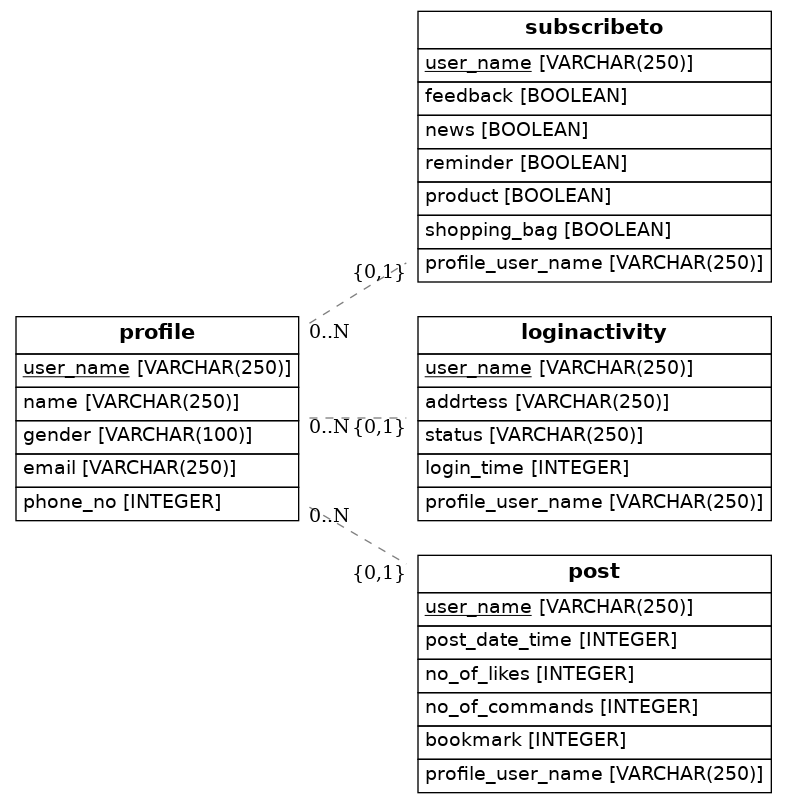 subscribeto
user_name [VARCHAR(250)]
feedback [BOOLEAN]
news [BOOLEAN]
reminder [BOOLEAN]
product [BOOLEAN]
shopping_bag [BOOLEAN]
profile_user_name [VARCHAR(250)]
{0,1}
0..N
profile
user_name [VARCHAR(250)]
name [VARCHAR(250)]
gender [VARCHAR(100)]
email [VARCHAR(250)]
phone_no [INTEGER]
0..N {0,1}
loginactivity
user_name [VARCHAR(250)]
addrtess [VARCHAR(250)]
status [VARCHAR(250)]
login_time [INTEGER]
profile_user_name [VARCHAR(250)]
0..N
{0,1}
post
user_name [VARCHAR(250)]
post_date_time [INTEGER]
no_of_likes [INTEGER]
no_of_commands [INTEGER]
bookmark [INTEGER]
profile_user_name [VARCHAR(250)]